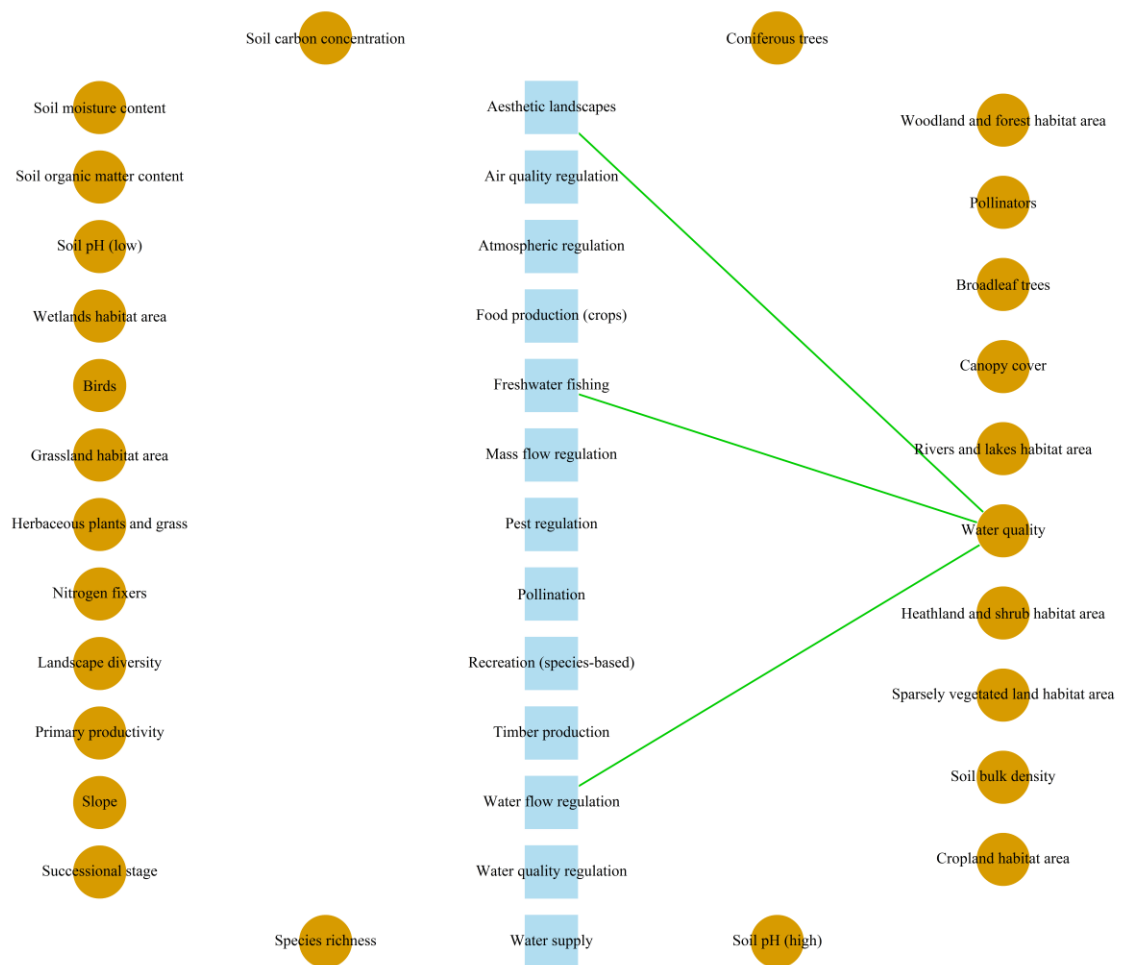 Soil carbon concentration
Coniferous trees
Soil moisture content
Aesthetic landscapes
Woodland and forest habitat area
Soil organic matter content
Air quality regulation
Pollinators
Soil pH (low)
Atmospheric regulation
Broadleaf trees
Wetlands habitat area
Food production (crops)
Canopy cover
Birds
Freshwater fishing
Grassland habitat area
Mass flow regulation
Rivers and lakes habitat area
Herbaceous plants and grass
Pest regulation
Water quality
Nitrogen fixers
Pollination
Heathland and shrub habitat area
Landscape diversity
Recreation (species-based)
Sparsely vegetated land habitat area
Primary productivity
Timber production
Soil bulk density
Slope
Water flow regulation
Cropland habitat area
Successional stage
Water quality regulation
Species richness
Water supply
Soil pH (high)